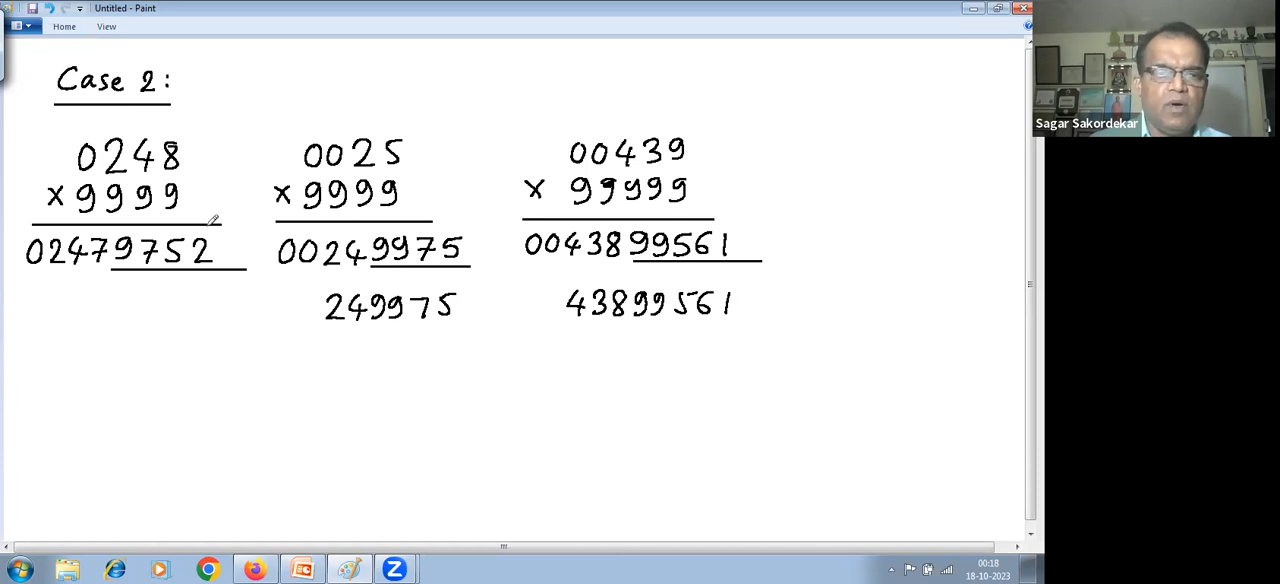 Untitled - Paint
Home View
Case 2:
0248
x 9999
02479752
0025
x 9999
00249975
249975
00439
x 99999
0043899561
43899561
Sagar Sakordekar
00:18
18-10-2023